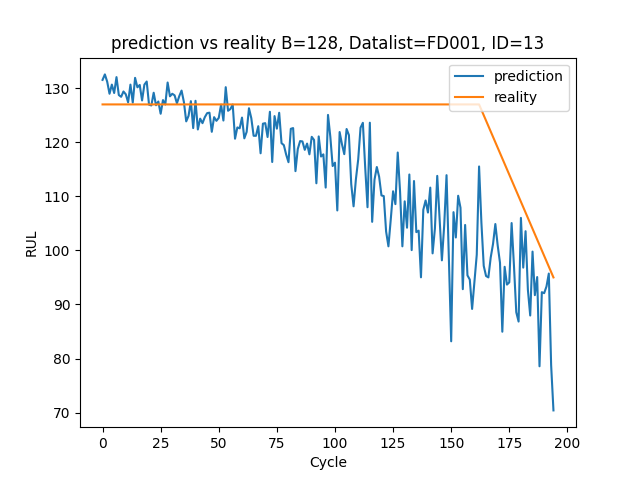 prediction vs reality B=128, Datalist=FD001, ID=13
prediction
reality
130
120
110
100
90
80
70
RUL
0 25 50 75 100 125 150 175 200
Cycle